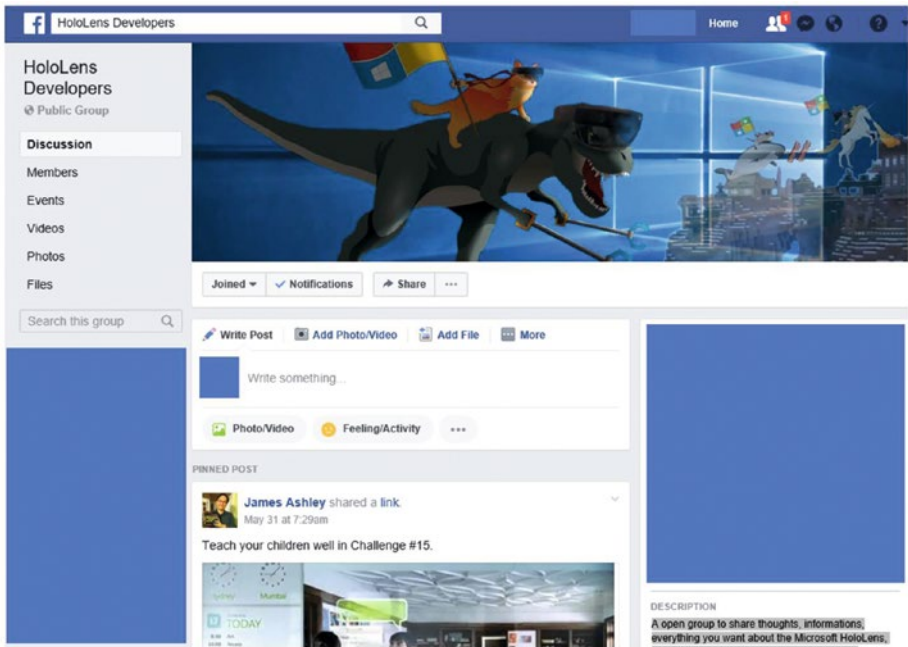 f HoloLens Developers
Home
1
?
HoloLens
Developers
Public Group
Discussion
Members
Events
Videos
Photos
Files
Search this group
Joined Notifications Share ...
Write Post Add Photo/Video Add File More
Write something...
Photo/Video Feeling/Activity ...
PINNED POST
James Ashley shared a link.
May 31 at 7:29am
Teach your children well in Challenge #15.
Sydney Mumbai
TODAY
DESCRIPTION
A open group to share thoughts, informations,
everything you want about the Microsoft HoloLens,